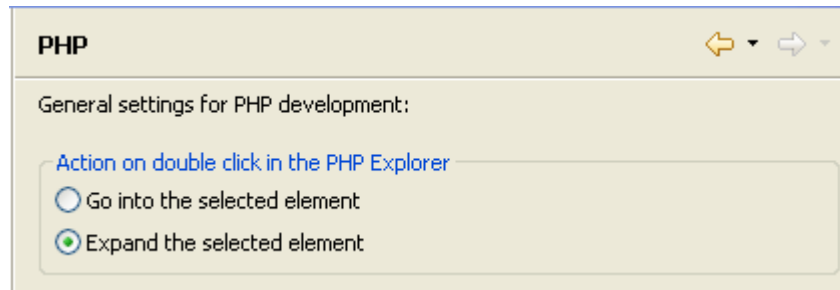 PHP
General settings for PHP development:
Action on double click in the PHP Explorer
Go into the selected element
Expand the selected element